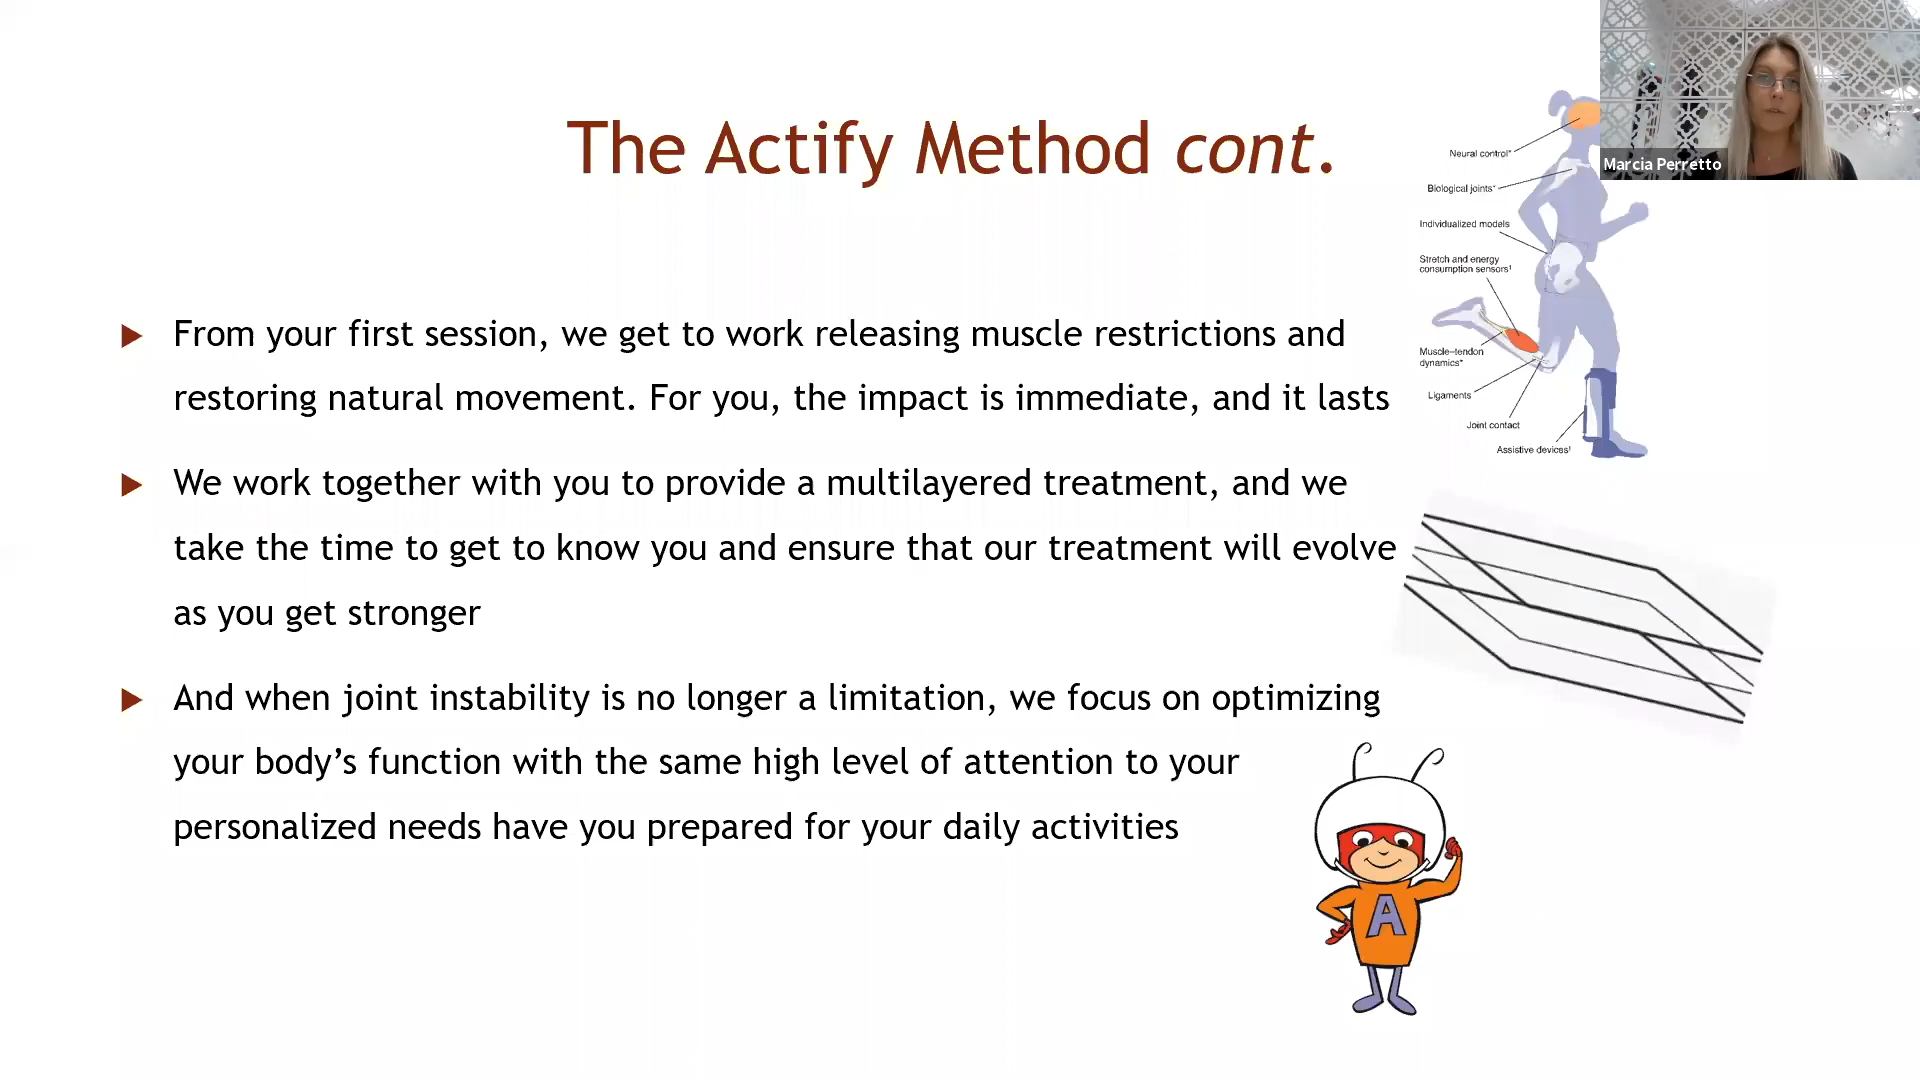 The Actify Method cont.
From your first session, we get to work releasing muscle restrictions and
restoring natural movement. For you, the impact is immediate, and it lasts
We work together with you to provide a multilayered treatment, and we
take the time to get to know you and ensure that our treatment will evolve
as you get stronger
And when joint instability is no longer a limitation, we focus on optimizing
your body’s function with the same high level of attention to your
personalized needs have you prepared for your daily activities
Marcia Perretto
Neural control*
Biological joints*
Individualized models
Stretch and energy
consumption sensors†
Muscle–tendon
dynamics*
Ligaments
Joint contact
Assistive devices†
A